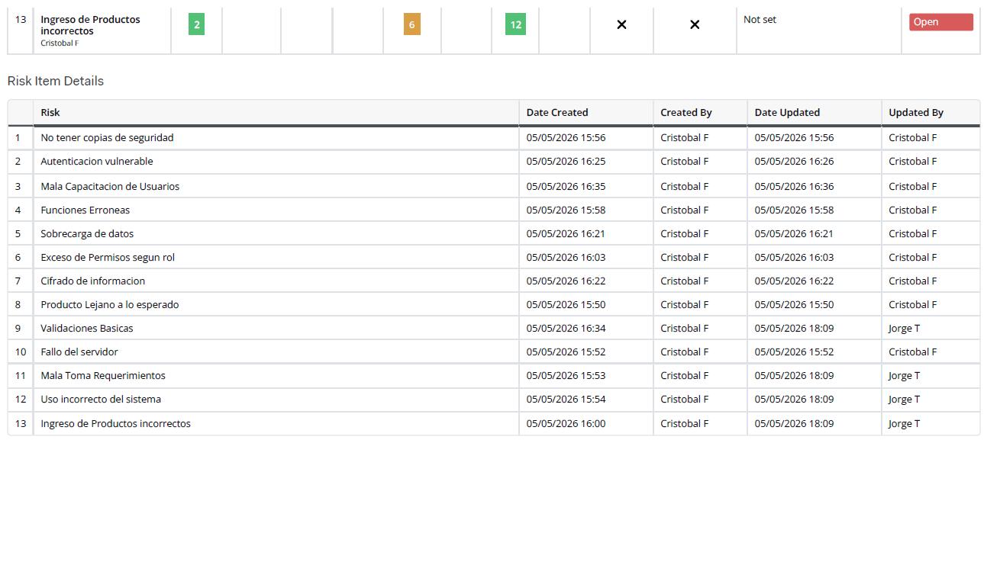 13 Ingreso de Productos 2 6 12 ✕ ✕ Not set Open
incorrectos
Cristobal F
Risk Item Details
Risk Date Created Created By Date Updated Updated By
1 No tener copias de seguridad 05/05/2026 15:56 Cristobal F 05/05/2026 15:56 Cristobal F
2 Autenticacion vulnerable 05/05/2026 16:25 Cristobal F 05/05/2026 16:26 Cristobal F
3 Mala Capacitacion de Usuarios 05/05/2026 16:35 Cristobal F 05/05/2026 16:36 Cristobal F
4 Funciones Erroneas 05/05/2026 15:58 Cristobal F 05/05/2026 15:58 Cristobal F
5 Sobrecarga de datos 05/05/2026 16:21 Cristobal F 05/05/2026 16:21 Cristobal F
6 Exceso de Permisos segun rol 05/05/2026 16:03 Cristobal F 05/05/2026 16:03 Cristobal F
7 Cifrado de informacion 05/05/2026 16:22 Cristobal F 05/05/2026 16:22 Cristobal F
8 Producto Lejano a lo esperado 05/05/2026 15:50 Cristobal F 05/05/2026 15:50 Cristobal F
9 Validaciones Basicas 05/05/2026 16:34 Cristobal F 05/05/2026 18:09 Jorge T
10 Fallo del servidor 05/05/2026 15:52 Cristobal F 05/05/2026 15:52 Cristobal F
11 Mala Toma Requerimientos 05/05/2026 15:53 Cristobal F 05/05/2026 18:09 Jorge T
12 Uso incorrecto del sistema 05/05/2026 15:54 Cristobal F 05/05/2026 18:09 Jorge T
13 Ingreso de Productos incorrectos 05/05/2026 16:00 Cristobal F 05/05/2026 18:09 Jorge T